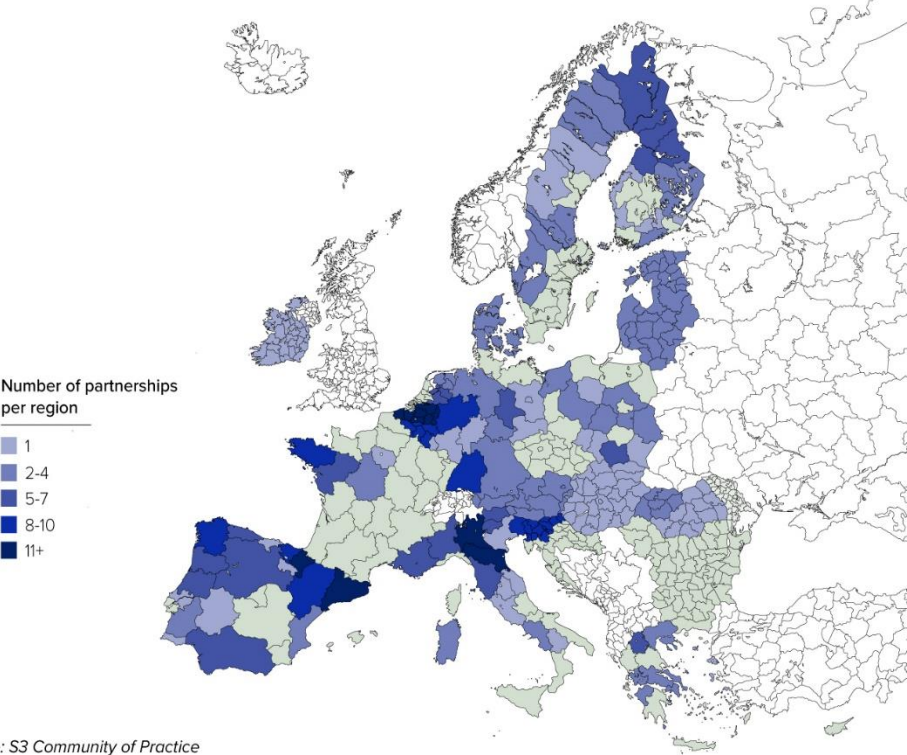 Number of partnerships
per region
1
2-4
5-7
8-10
11+
: S3 Community of Practice